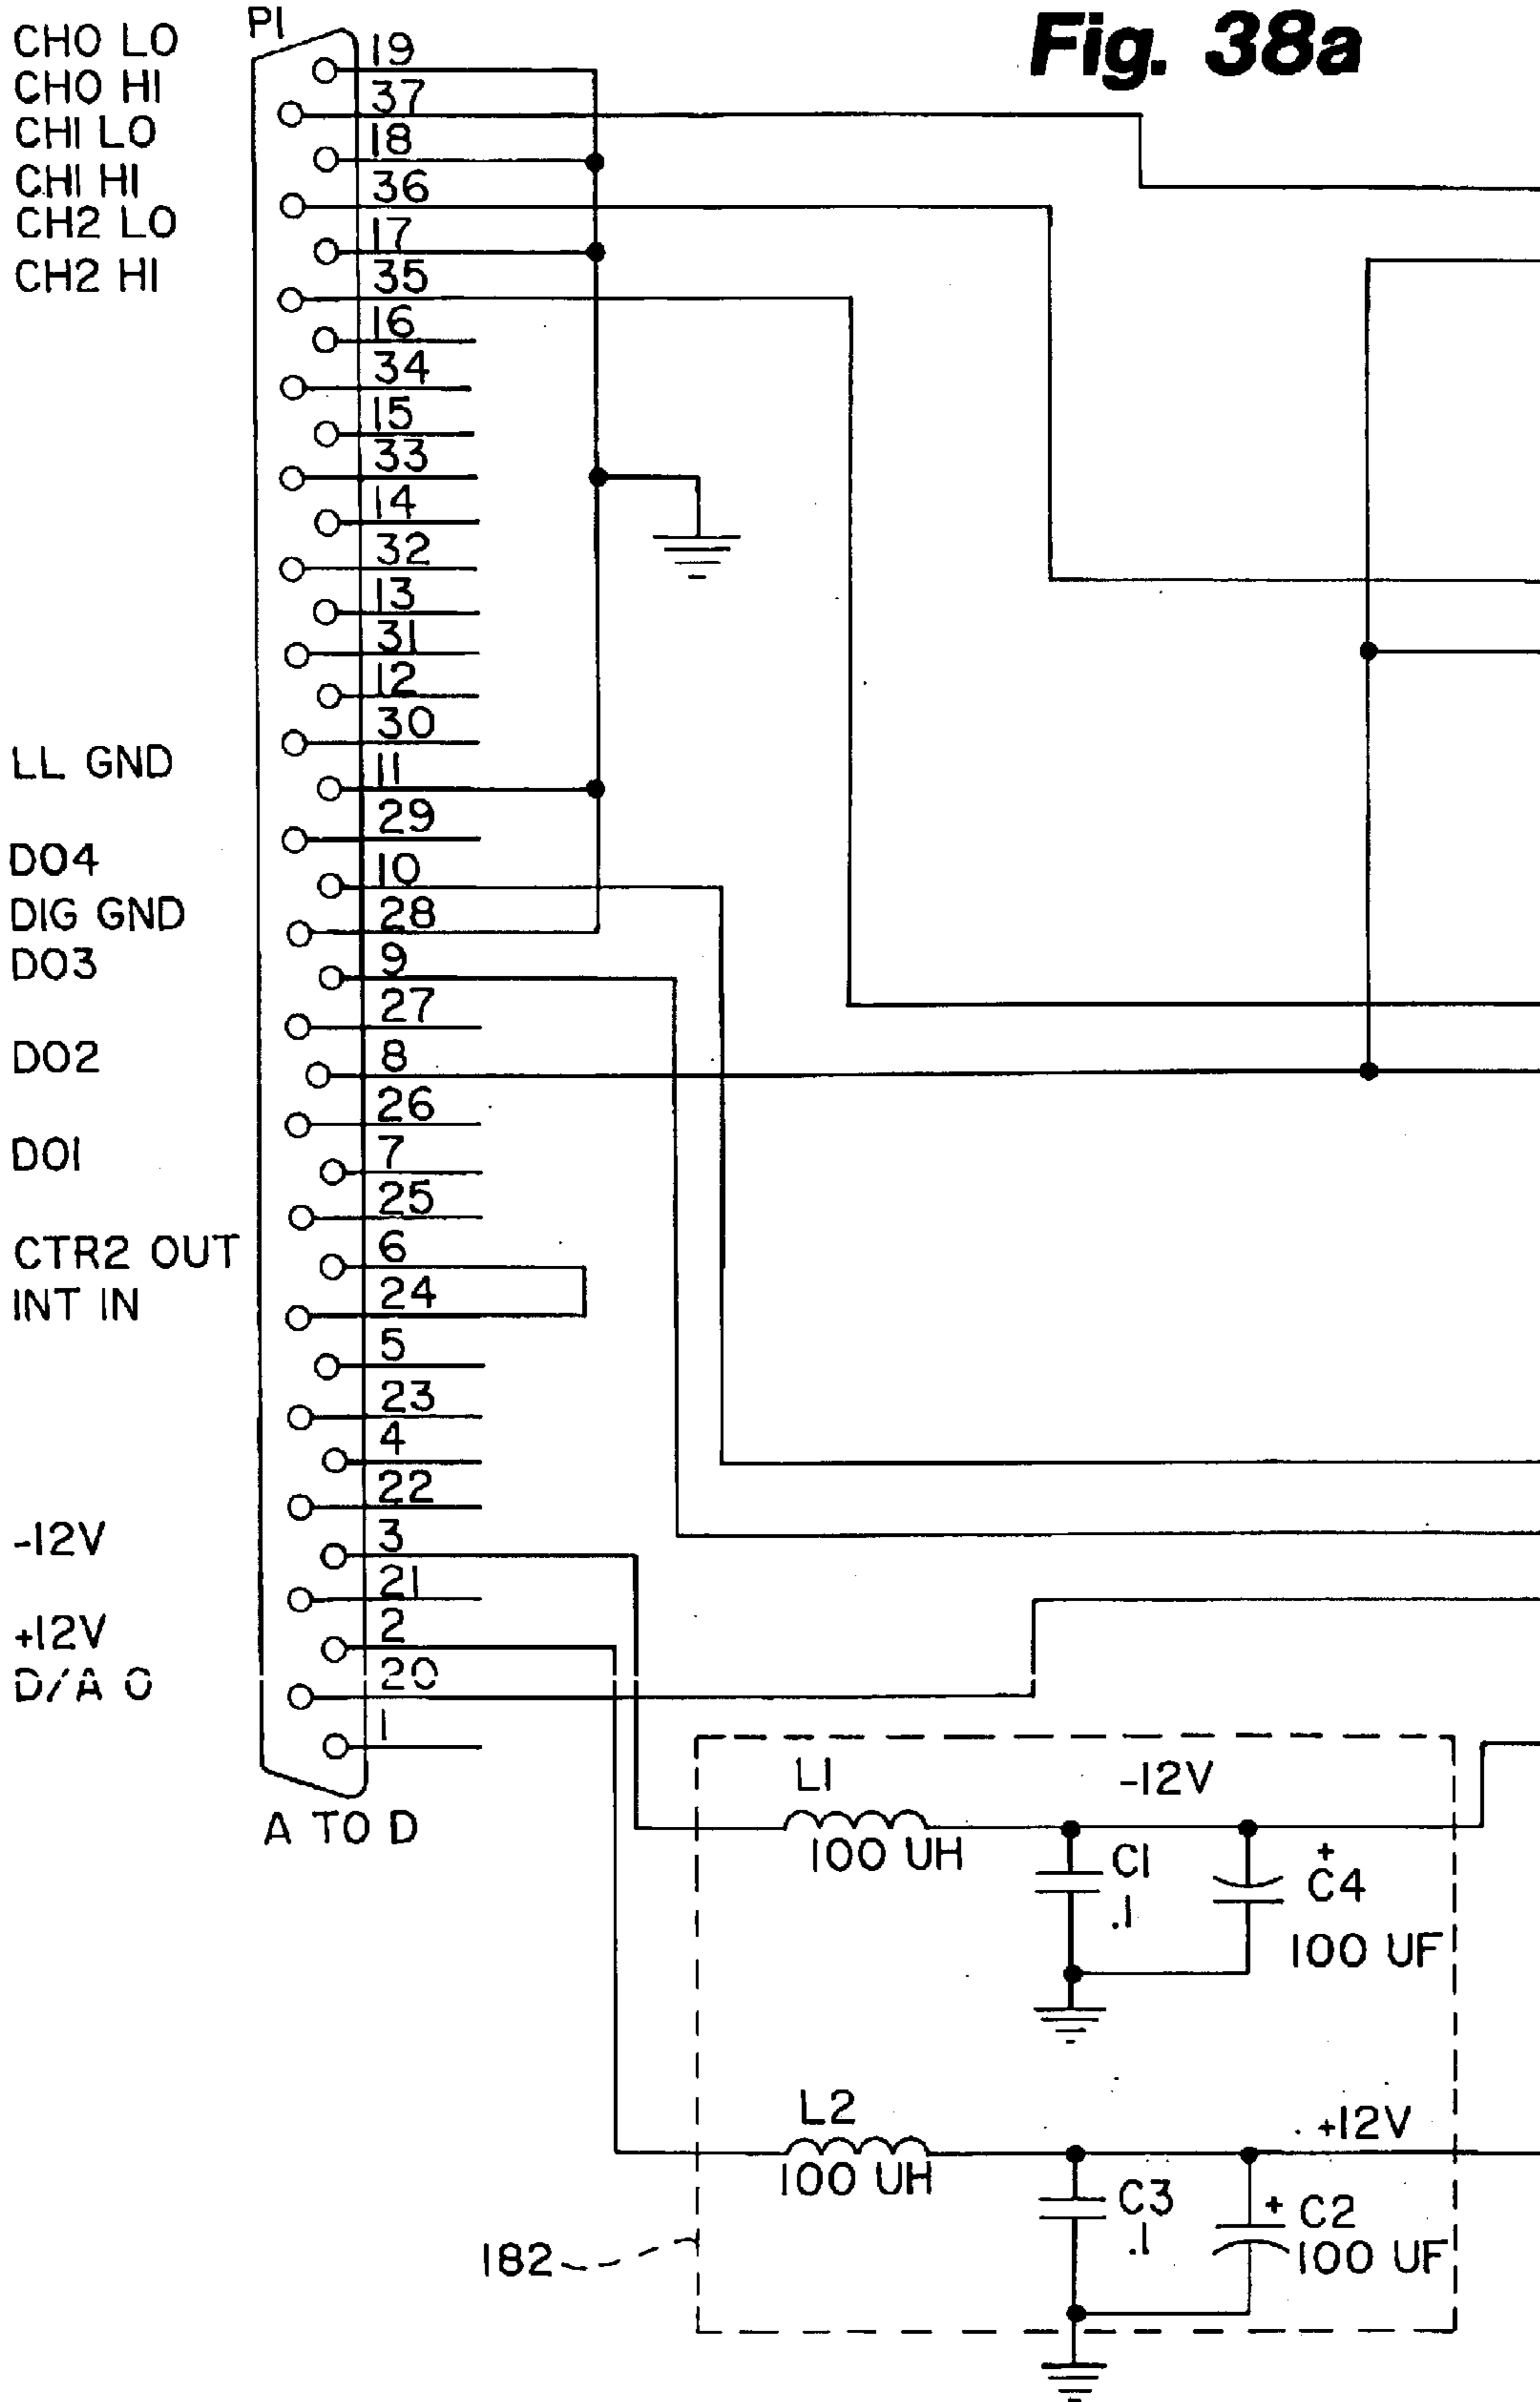 Fig. 38a
P1
CH0 LO
19
CH0 HI
37
CH1 LO
18
CH1 HI
36
CH2 LO
17
CH2 HI
35
16
34
15
33
14
32
13
31
12
30
LL GND
11
29
DO4
10
DIG GND
28
DO3
9
27
DO2
8
26
DO1
7
25
CTR2 OUT
6
INT IN
24
5
23
4
22
-12V
3
21
+12V
2
D/A 0
20
1
A TO D
L1
100 UH
-12V
C1
.1
+
C4
100 UF
L2
100 UH
+12V
C3
.1
+
C2
100 UF
182